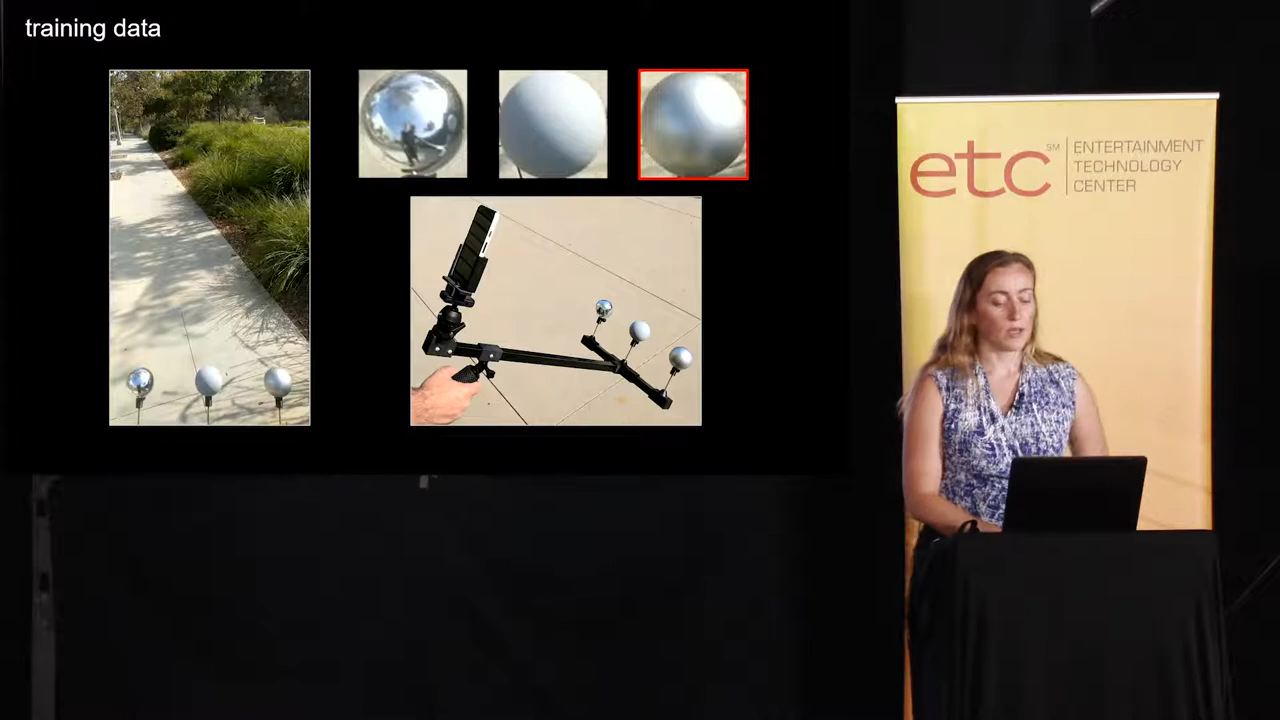 training data
etc SM
ENTERTAINMENT
TECHNOLOGY
CENTER